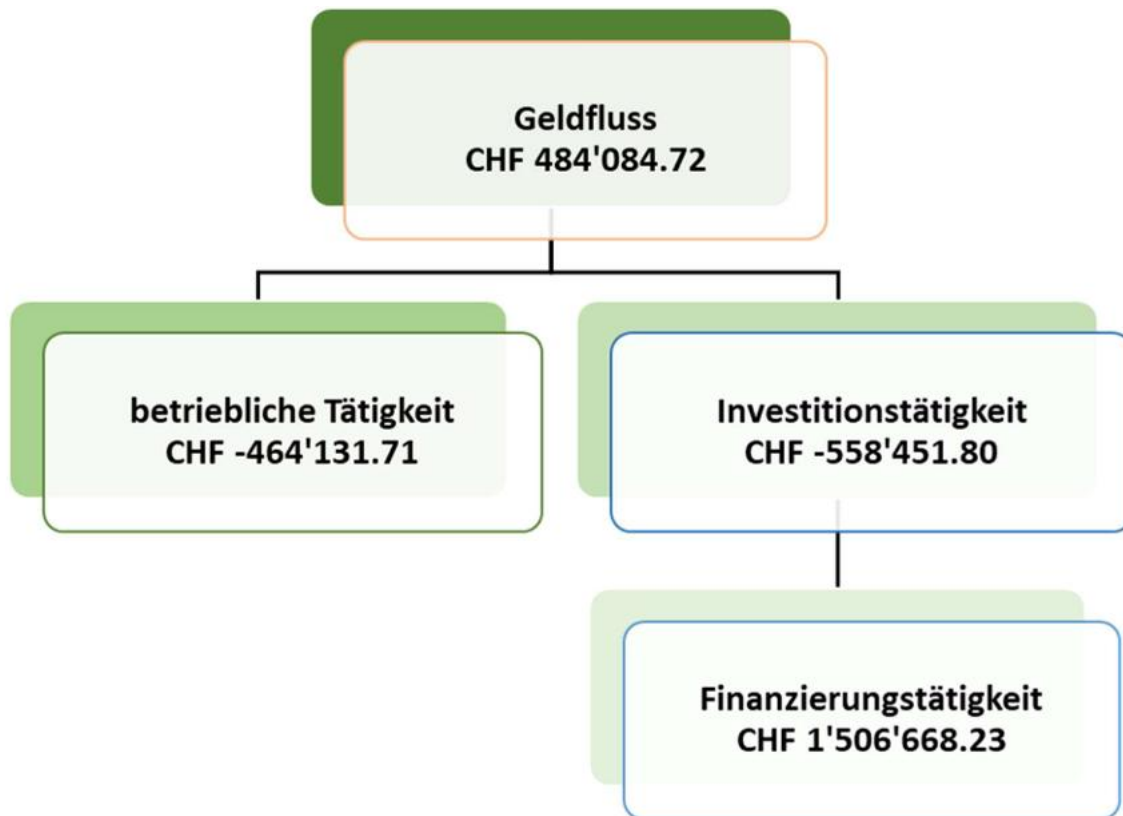 Geldfluss
CHF 484'084.72
betriebliche Tätigkeit
CHF -464'131.71
Investitionstätigkeit
CHF -558'451.80
Finanzierungstätigkeit
CHF 1'506'668.23